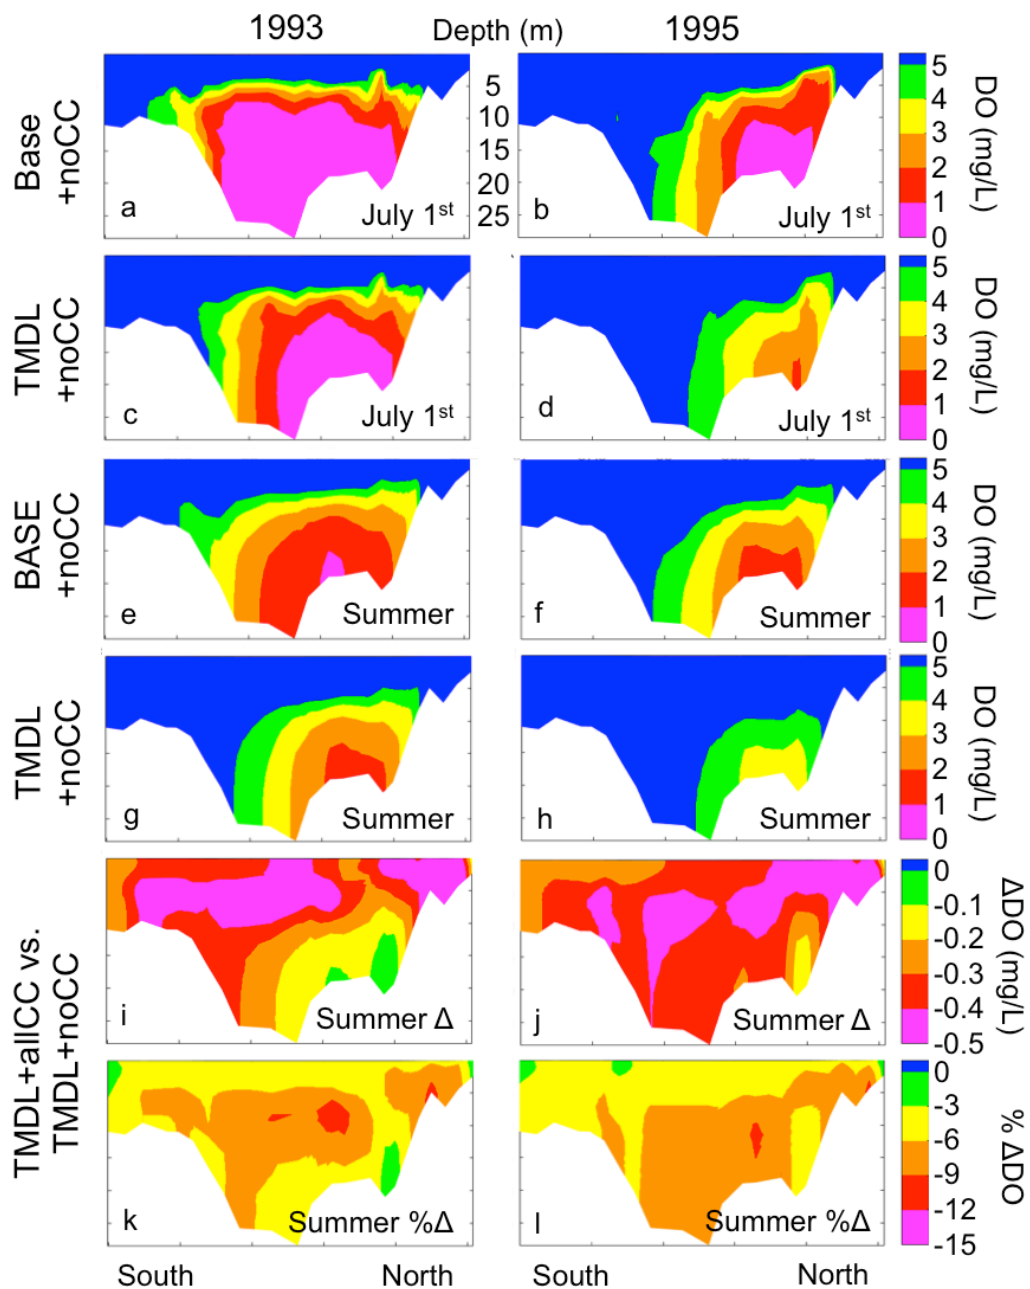 1993
Depth (m)
1995
Base
+noCC
a
July 1st
5
10
15
20
25
b
July 1st
5
4
3
2
1
0
DO (mg/L)
TMDL
+noCC
c
July 1st
d
July 1st
5
4
3
2
1
0
DO (mg/L)
BASE
+noCC
e
Summer
f
Summer
5
4
3
2
1
0
DO (mg/L)
TMDL
+noCC
g
Summer
h
Summer
5
4
3
2
1
0
DO (mg/L)
TMDL+allCC vs.
TMDL+noCC
i
Summer Δ
j
Summer Δ
0
-0.1
-0.2
-0.3
-0.4
-0.5
ΔDO (mg/L)
k
Summer %Δ
l
Summer %Δ
0
-3
-6
-9
-12
-15
% ΔDO
South
North
South
North